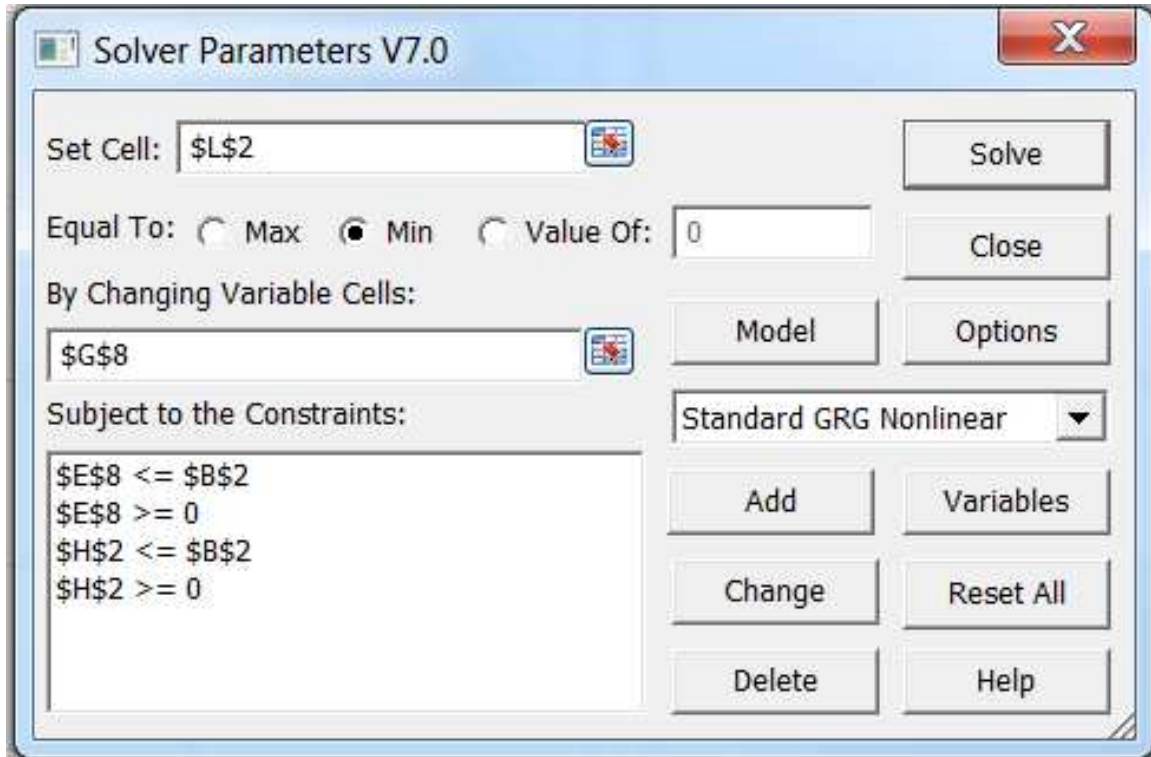 Solver Parameters V7.0
X
Set Cell: $L$2
Solve
Equal To: Max Min Value Of: 0
Close
By Changing Variable Cells:
Model
Options
$G$8
Subject to the Constraints:
Standard GRG Nonlinear
$E$8 <= $B$2
$E$8 >= 0
$H$2 <= $B$2
$H$2 >= 0
Add
Variables
Change
Reset All
Delete
Help